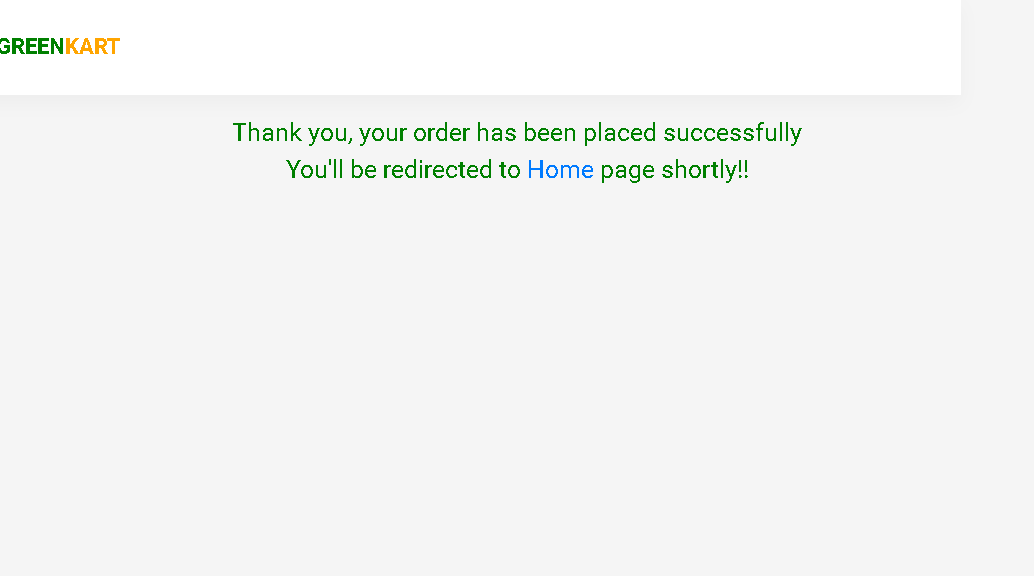 GREENKART
Thank you, your order has been placed successfully
You'll be redirected to Home page shortly!!